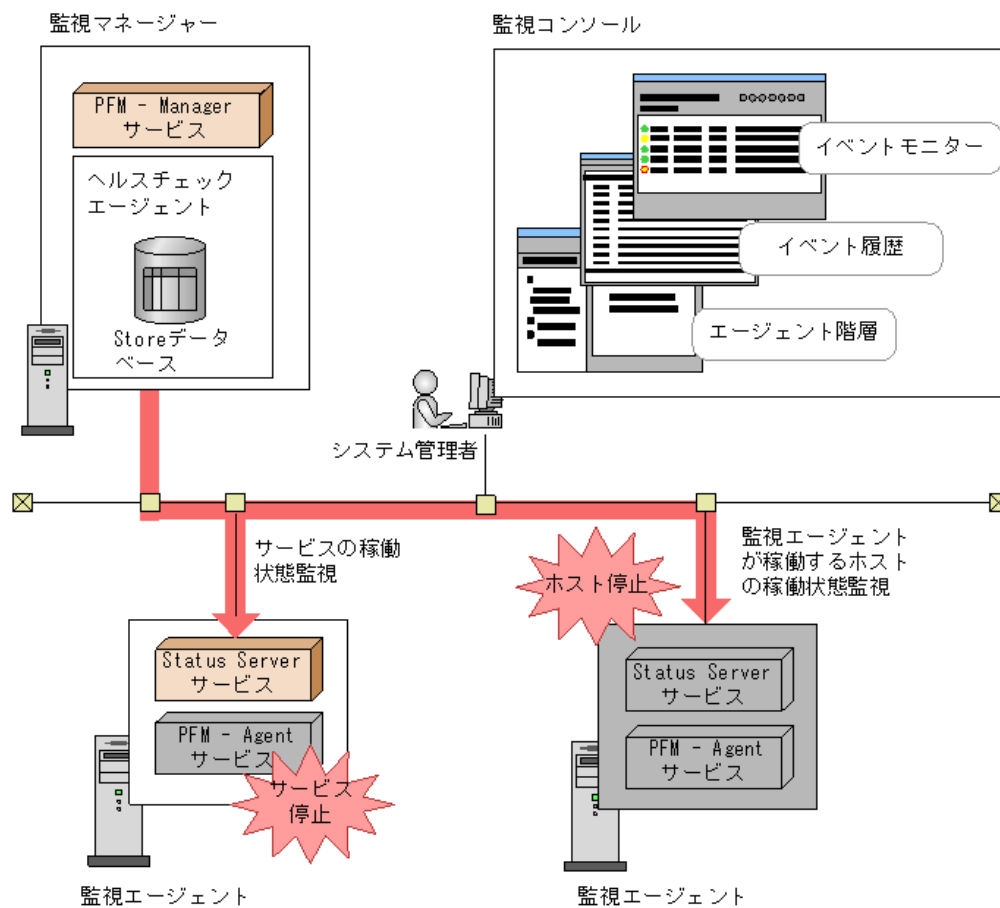 監視マネージャー
監視コンソール
PFM - Manager
サービス
ヘルスチェック
エージェント
Storeデータ
ベース
イベントモニター
イベント履歴
エージェント階層
システム管理者
サービスの稼働
状態監視
ホスト停止
監視エージェント
が稼働するホスト
の稼働状態監視
Status Server
サービス
PFM - Agent
サービス
サービス
停止
Status Server
サービス
PFM - Agent
サービス
監視エージェント
監視エージェント